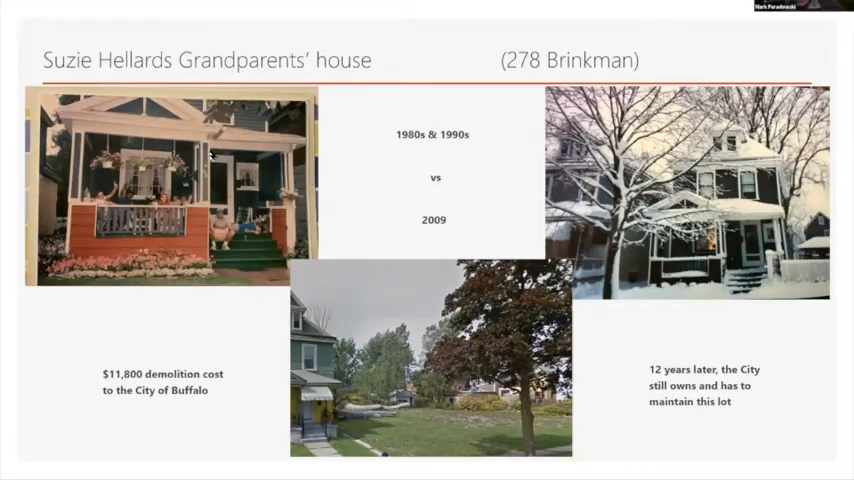 Mark Paradowski
Suzie Hellards Grandparents’ house (278 Brinkman)
1980s & 1990s
vs
2009
$11,800 demolition cost
to the City of Buffalo
12 years later, the City
still owns and has to
maintain this lot